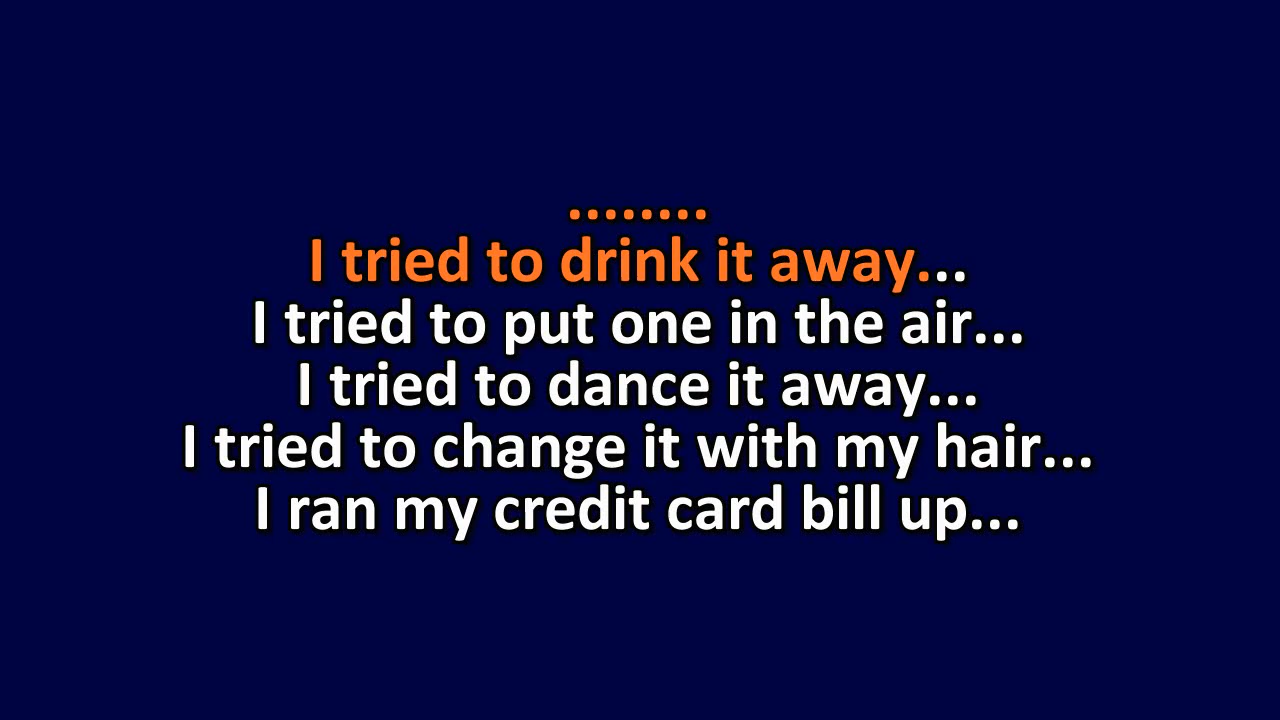 ........
I tried to drink it away...
I tried to put one in the air...
I tried to dance it away...
I tried to change it with my hair...
I ran my credit card bill up...